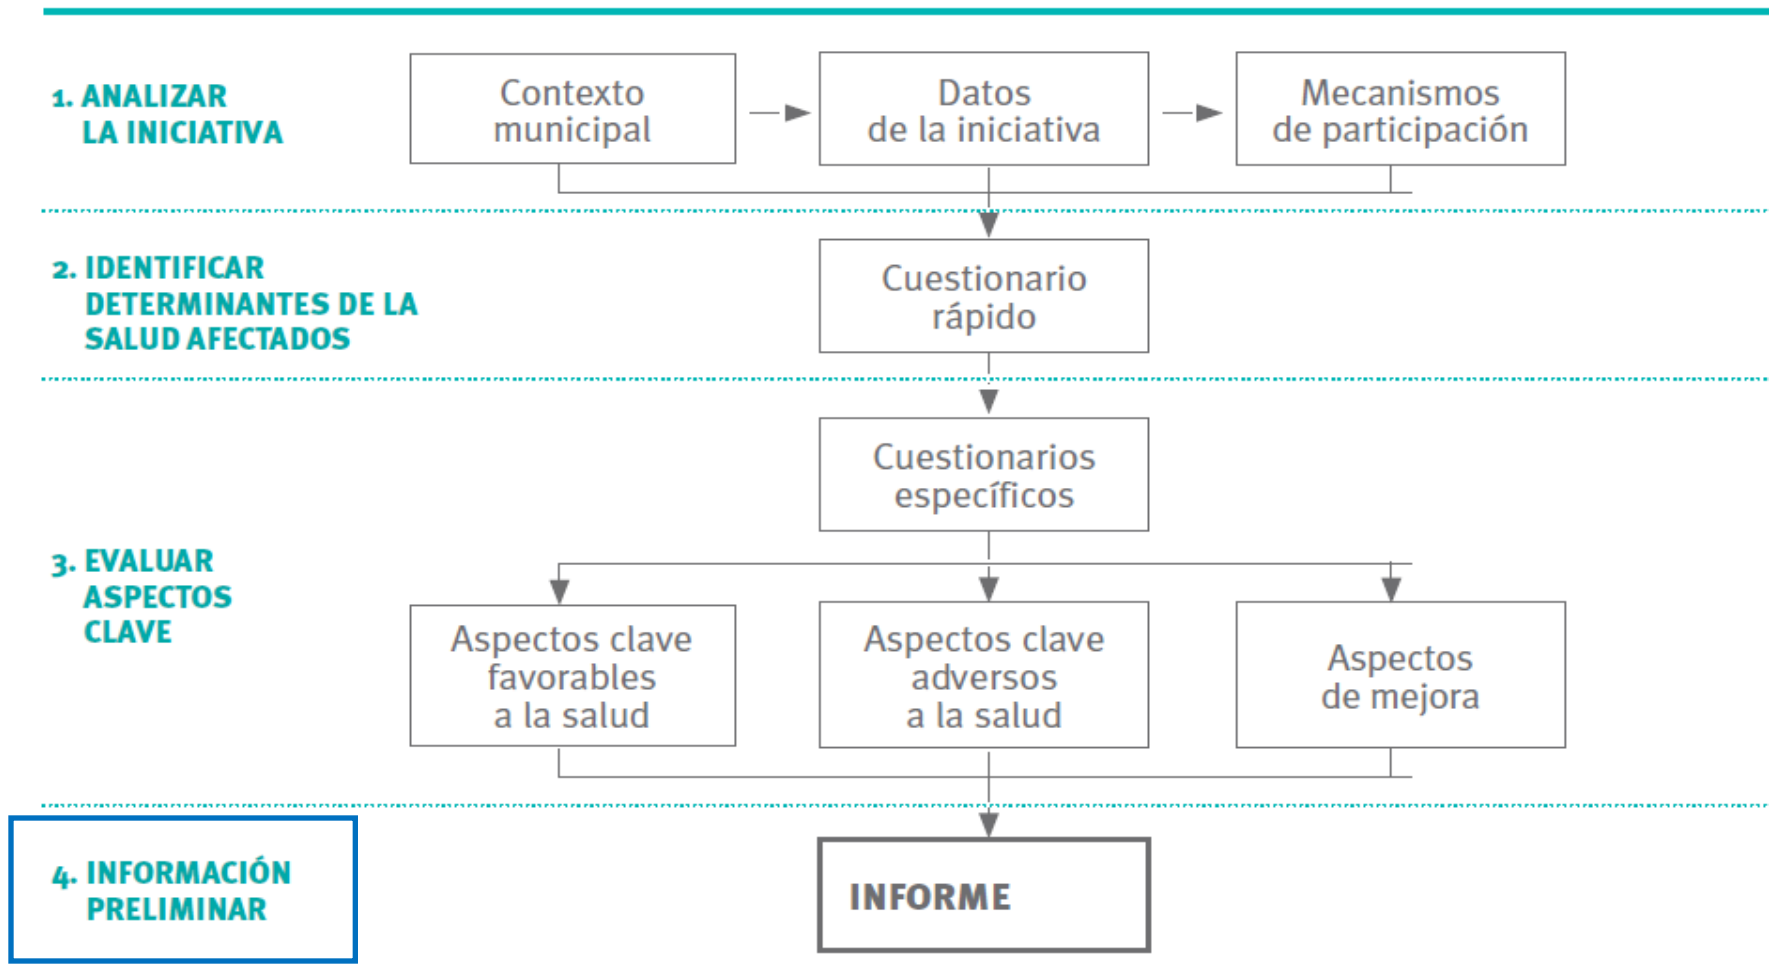 1. ANALIZAR
LA INICIATIVA
Contexto
municipal
Datos
de la iniciativa
Mecanismos
de participación
2. IDENTIFICAR
DETERMINANTES DE LA
SALUD AFECTADOS
Cuestionario
rápido
3. EVALUAR
ASPECTOS
CLAVE
Cuestionarios
específicos
Aspectos clave
favorables
a la salud
Aspectos clave
adversos
a la salud
Aspectos
de mejora
4. INFORMACIÓN
PRELIMINAR
INFORME